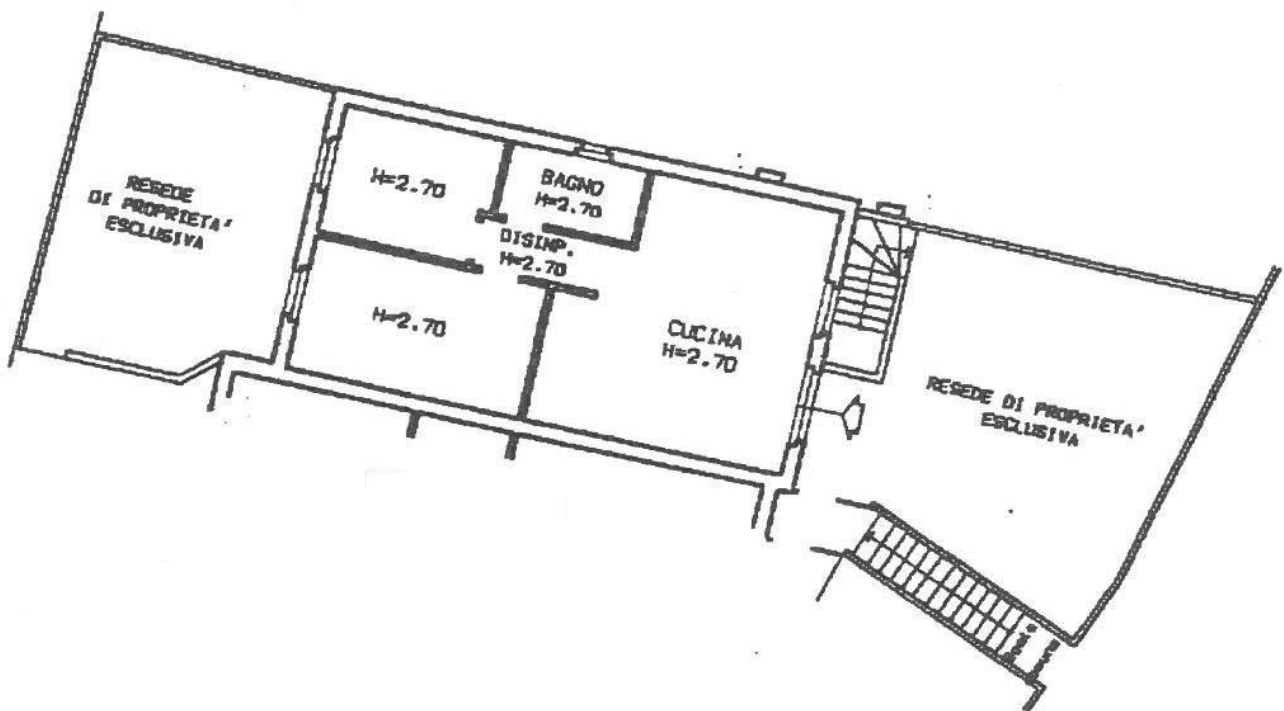 RESEDE
DI PROPRIETA'
ESCLUSIVA
H=2.70
BAGNO
H=2.70
DISIMP.
H=2.70
H=2.70
CUCINA
H=2.70
RESEDE DI PROPRIETA'
ESCLUSIVA